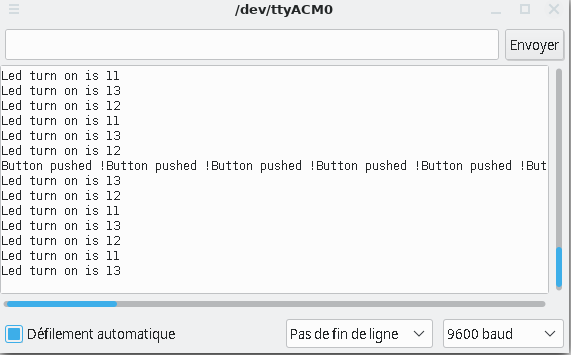 /dev/ttyACM0
Envoyer
Led turn on is 11
Led turn on is 13
Led turn on is 12
Led turn on is 11
Led turn on is 13
Led turn on is 12
Button pushed !Button pushed !Button pushed !Button pushed !Button pushed !But
Led turn on is 13
Led turn on is 12
Led turn on is 11
Led turn on is 13
Led turn on is 12
Led turn on is 11
Led turn on is 13
Défilement automatique
Pas de fin de ligne
9600 baud